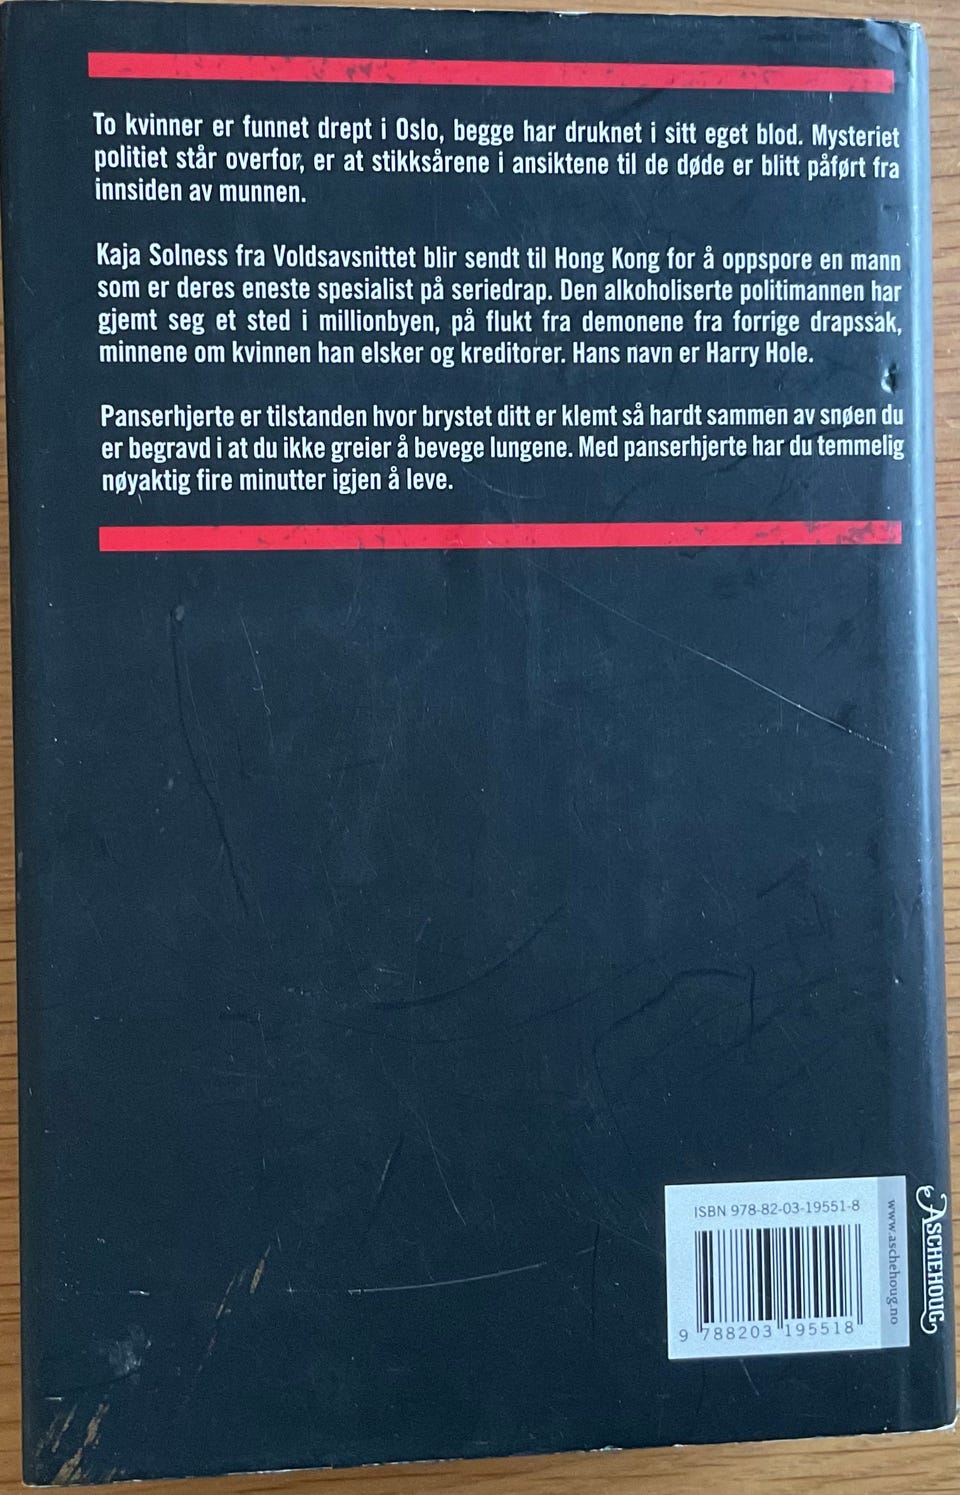 To kvinner er funnet drept i Oslo, begge har druknet i sitt eget blod. Mysteriet
politiet står overfor, er at stikksårene i ansiktene til de døde er blitt påført fra
innsiden av munnen.
Kaja Solness fra Voldsavsnittet blir sendt til Hong Kong for å oppspore en mann
som er deres eneste spesialist på seriedrap. Den alkoholiserte politimannen har
gjemt seg et sted i millionbyen, på flukt fra demonene fra forrige drapssak,
minnene om kvinnen han elsker og kreditorer. Hans navn er Harry Hole.
Panserhjerte er tilstanden hvor brystet ditt er klemt så hardt sammen av snøen du
er begravd i at du ikke greier å bevege lungene. Med panserhjerte har du temmelig
nøyaktig fire minutter igjen å leve.
ISBN 978-82-03-19551-8
9 788203 195518
www.aschehoug.no
ASCHEHOUG